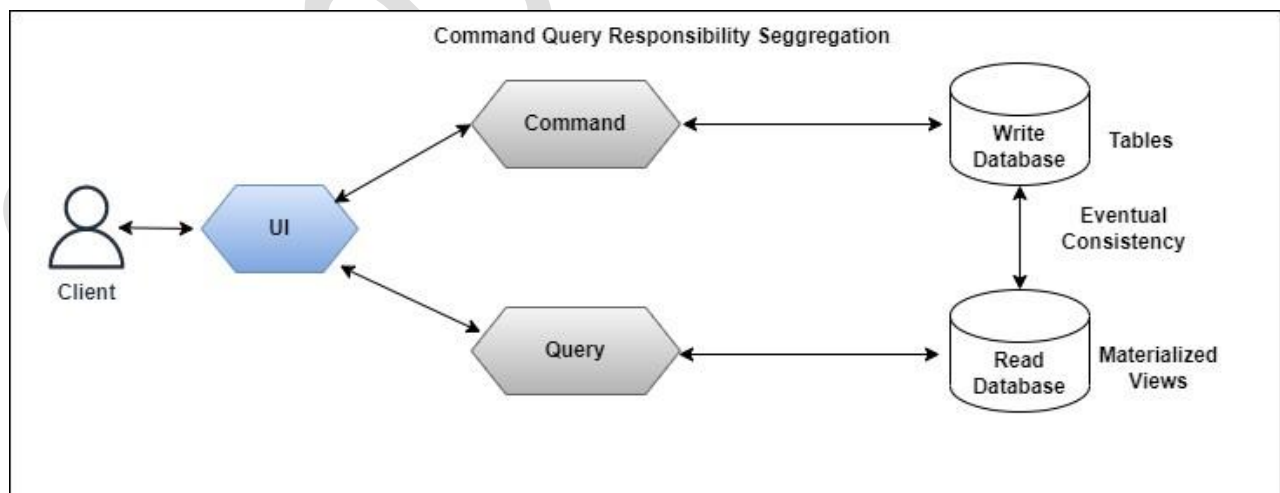 Command Query Responsibility Seggregation
Command
Write
Database
Tables
UI
Eventual
Consistency
Client
Query
Read
Database
Materialized
Views